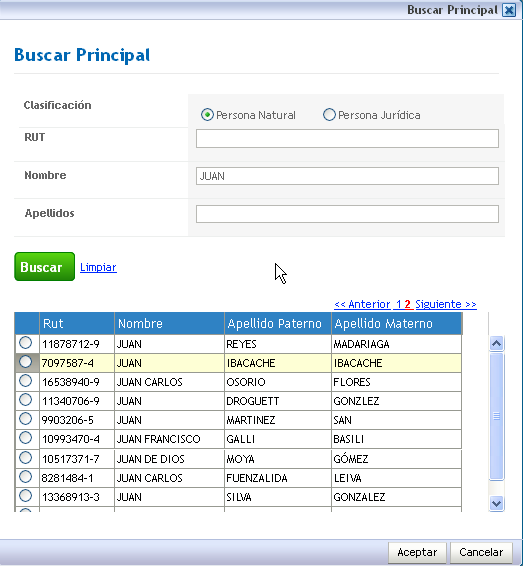 Buscar Principal
Buscar Principal
Clasificación
Persona Natural Persona Jurídica
RUT
Nombre JUAN
Apellidos
Buscar Limpiar
<< Anterior 1 2 Siguiente >>
Rut Nombre Apellido Paterno Apellido Materno
11878712-9 JUAN REYES MADARIAGA
7097587-4 JUAN IBACACHE IBACACHE
16538940-9 JUAN CARLOS OSORIO FLORES
11340706-9 JUAN DROGUETT GONZLEZ
9903206-5 JUAN MARTINEZ SAN
10993470-4 JUAN FRANCISCO GALLI BASILI
10517371-7 JUAN DE DIOS MOYA GÓMEZ
8281484-1 JUAN CARLOS FUENZALIDA LEIVA
13368913-3 JUAN SILVA GONZALEZ
Aceptar Cancelar